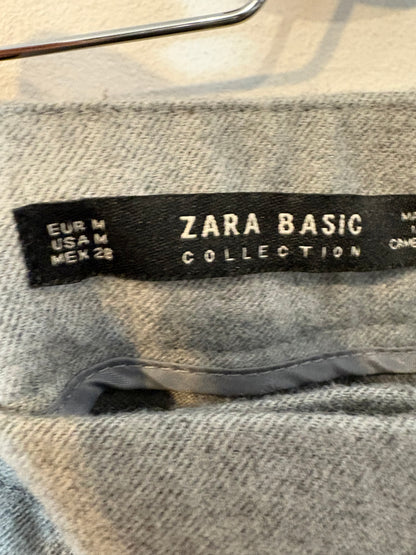 EUR M
USA M
MEX 28
ZARA BASIC
COLLECTION